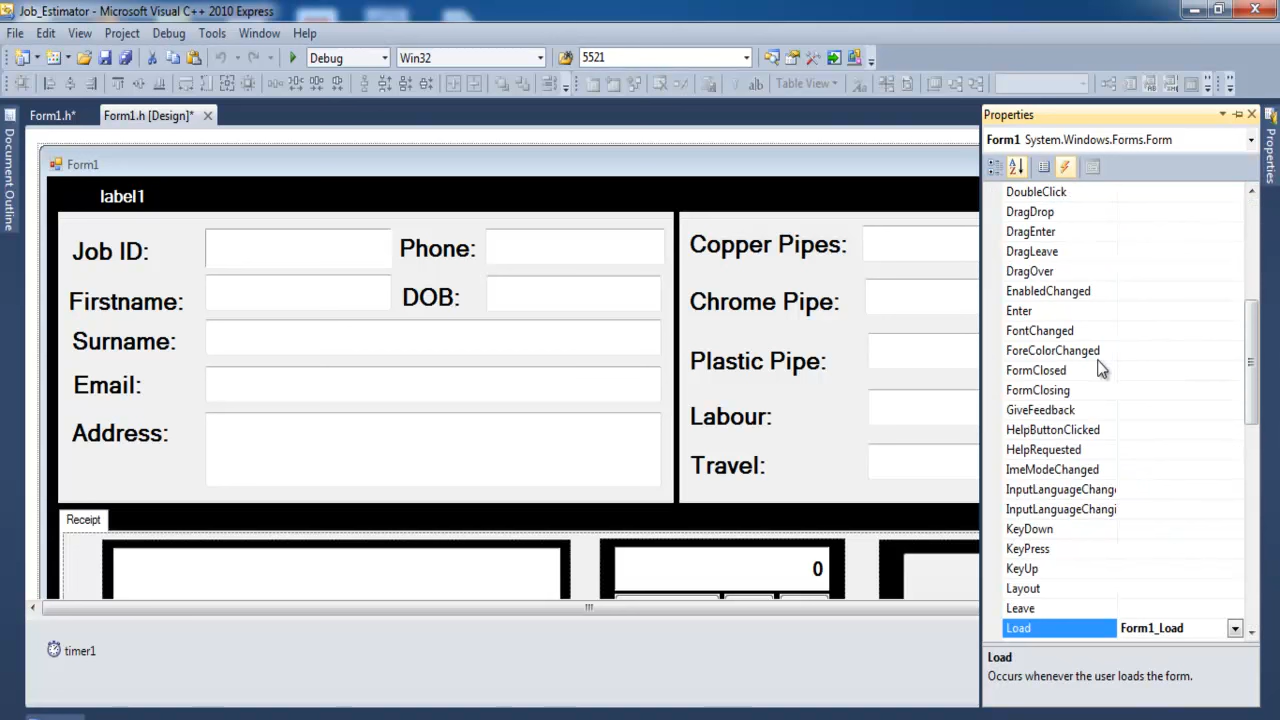 Job_Estimator - Microsoft Visual C++ 2010 Express
File Edit View Project Debug Tools Window Help
Debug Win32 5521
Table View
Form1.h* Form1.h [Design]*
Document Outline
Form1
label1
Job ID: Phone: Copper Pipes:
Firstname: DOB: Chrome Pipe:
Surname: Plastic Pipe:
Email: Labour:
Address: Travel:
Receipt
0
timer1
Properties
Form1 System.Windows.Forms.Form
DoubleClick
DragDrop
DragEnter
DragLeave
DragOver
EnabledChanged
Enter
FontChanged
ForeColorChanged
FormClosed
FormClosing
GiveFeedback
HelpButtonClicked
HelpRequested
ImeModeChanged
InputLanguageChange
InputLanguageChangi
KeyDown
KeyPress
KeyUp
Layout
Leave
Load Form1_Load
Load
Occurs whenever the user loads the form.
Properties